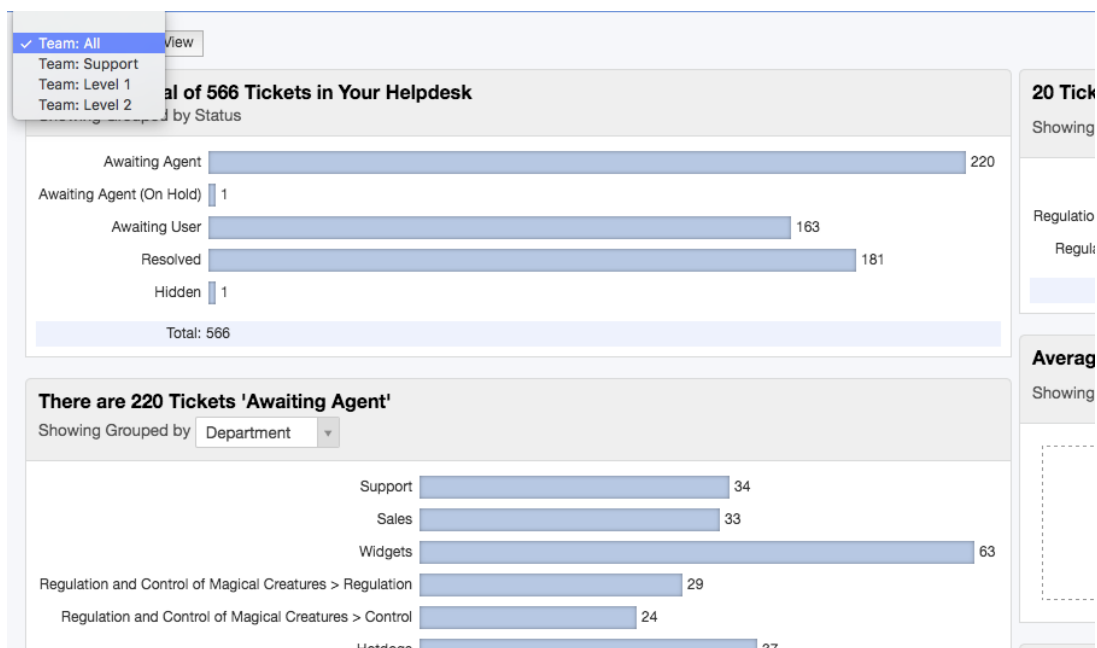 ✓ Team: All
View
Team: Support
Team: Level 1
Team: Level 2
al of 566 Tickets in Your Helpdesk
Showing Grouped by Status
Awaiting Agent 220
Awaiting Agent (On Hold) 1
Awaiting User 163
Resolved 181
Hidden 1
Total: 566
There are 220 Tickets 'Awaiting Agent'
Showing Grouped by Department
Support 34
Sales 33
Widgets 63
Regulation and Control of Magical Creatures > Regulation 29
Regulation and Control of Magical Creatures > Control 24
20 Tick
Showing
Regulatio
Regula
Averag
Showing